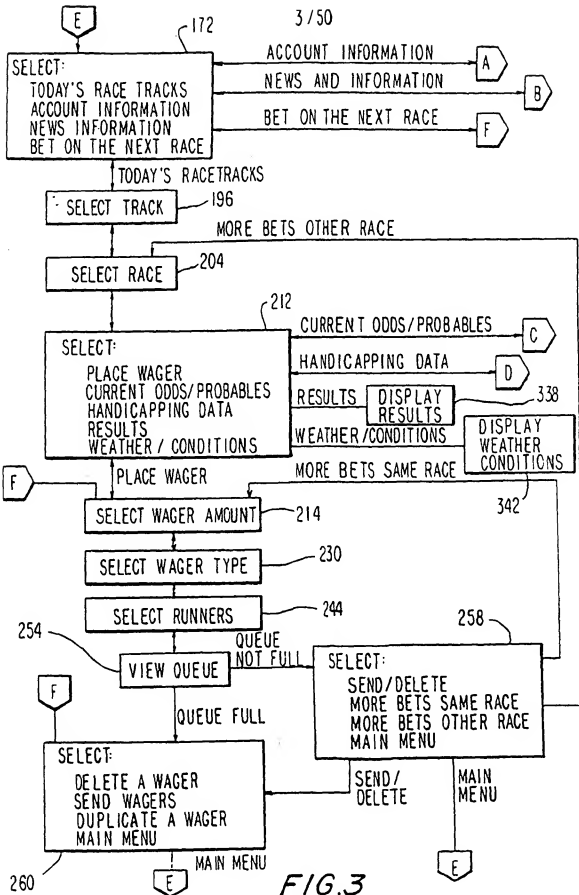 3/50
E
172
SELECT:
TODAY'S RACE TRACKS
ACCOUNT INFORMATION
NEWS INFORMATION
BET ON THE NEXT RACE
ACCOUNT INFORMATION
A
NEWS AND INFORMATION
B
BET ON THE NEXT RACE
F
TODAY'S RACETRACKS
SELECT TRACK
196
MORE BETS OTHER RACE
SELECT RACE
204
212
SELECT:
PLACE WAGER
CURRENT ODDS/PROBABLES
HANDICAPPING DATA
RESULTS
WEATHER / CONDITIONS
CURRENT ODDS/PROBABLES
C
HANDICAPPING DATA
D
RESULTS
DISPLAY
RESULTS
338
WEATHER/CONDITIONS
DISPLAY
WEATHER
CONDITIONS
342
F
PLACE WAGER
MORE BETS SAME RACE
SELECT WAGER AMOUNT
214
SELECT WAGER TYPE
230
SELECT RUNNERS
244
254
VIEW QUEUE
QUEUE
NOT FULL
258
SELECT:
SEND/DELETE
MORE BETS SAME RACE
MORE BETS OTHER RACE
MAIN MENU
F
QUEUE FULL
SELECT:
DELETE A WAGER
SEND WAGERS
DUPLICATE A WAGER
MAIN MENU
SEND/
DELETE
MAIN
MENU
260
MAIN MENU
E
E
FIG.3